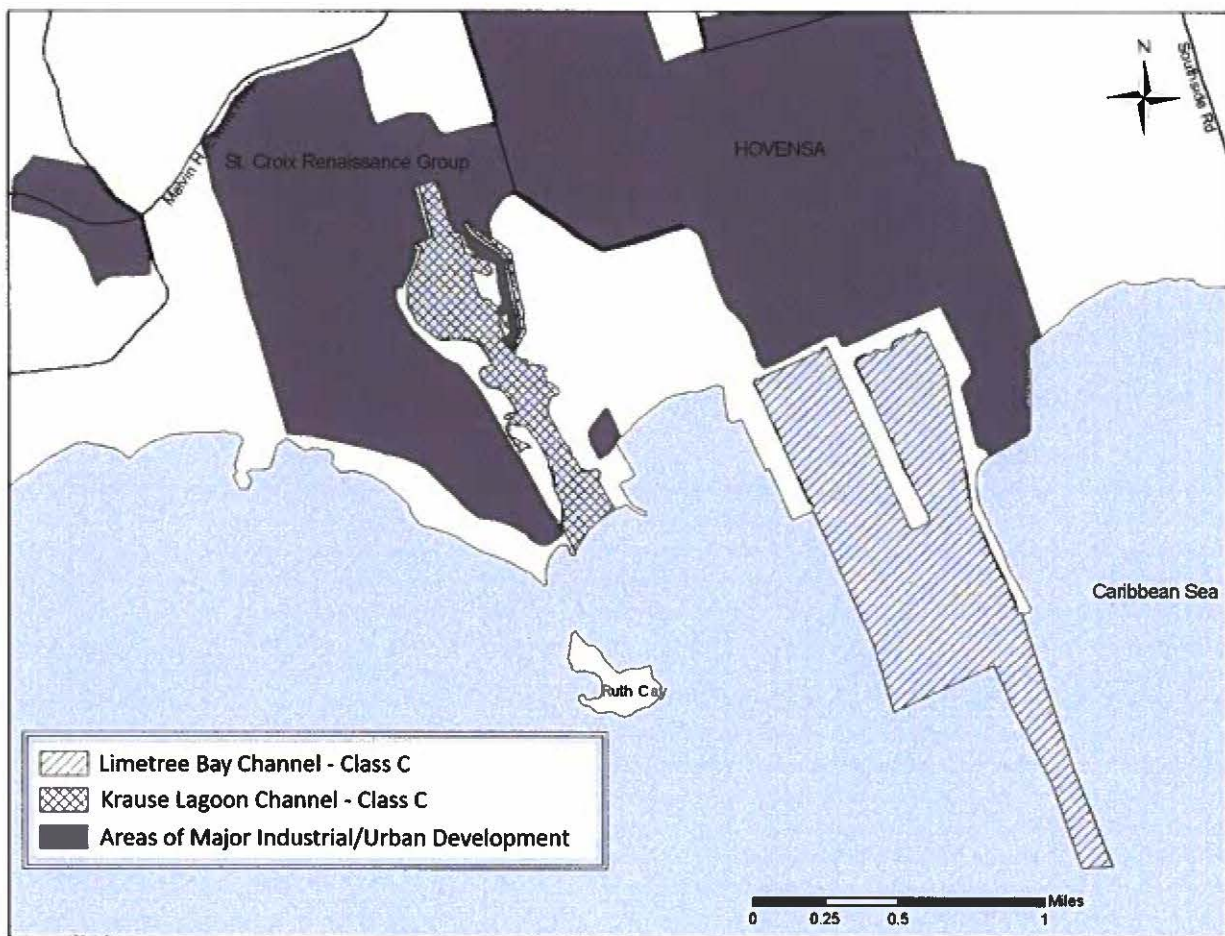 N
Southside Rd
HOVENSA
St. Croix Renaissance Group
Melvin H
Caribbean Sea
Ruth Cay
Limetree Bay Channel - Class C
Krause Lagoon Channel - Class C
Areas of Major Industrial/Urban Development
Miles
0 0.25 0.5 1